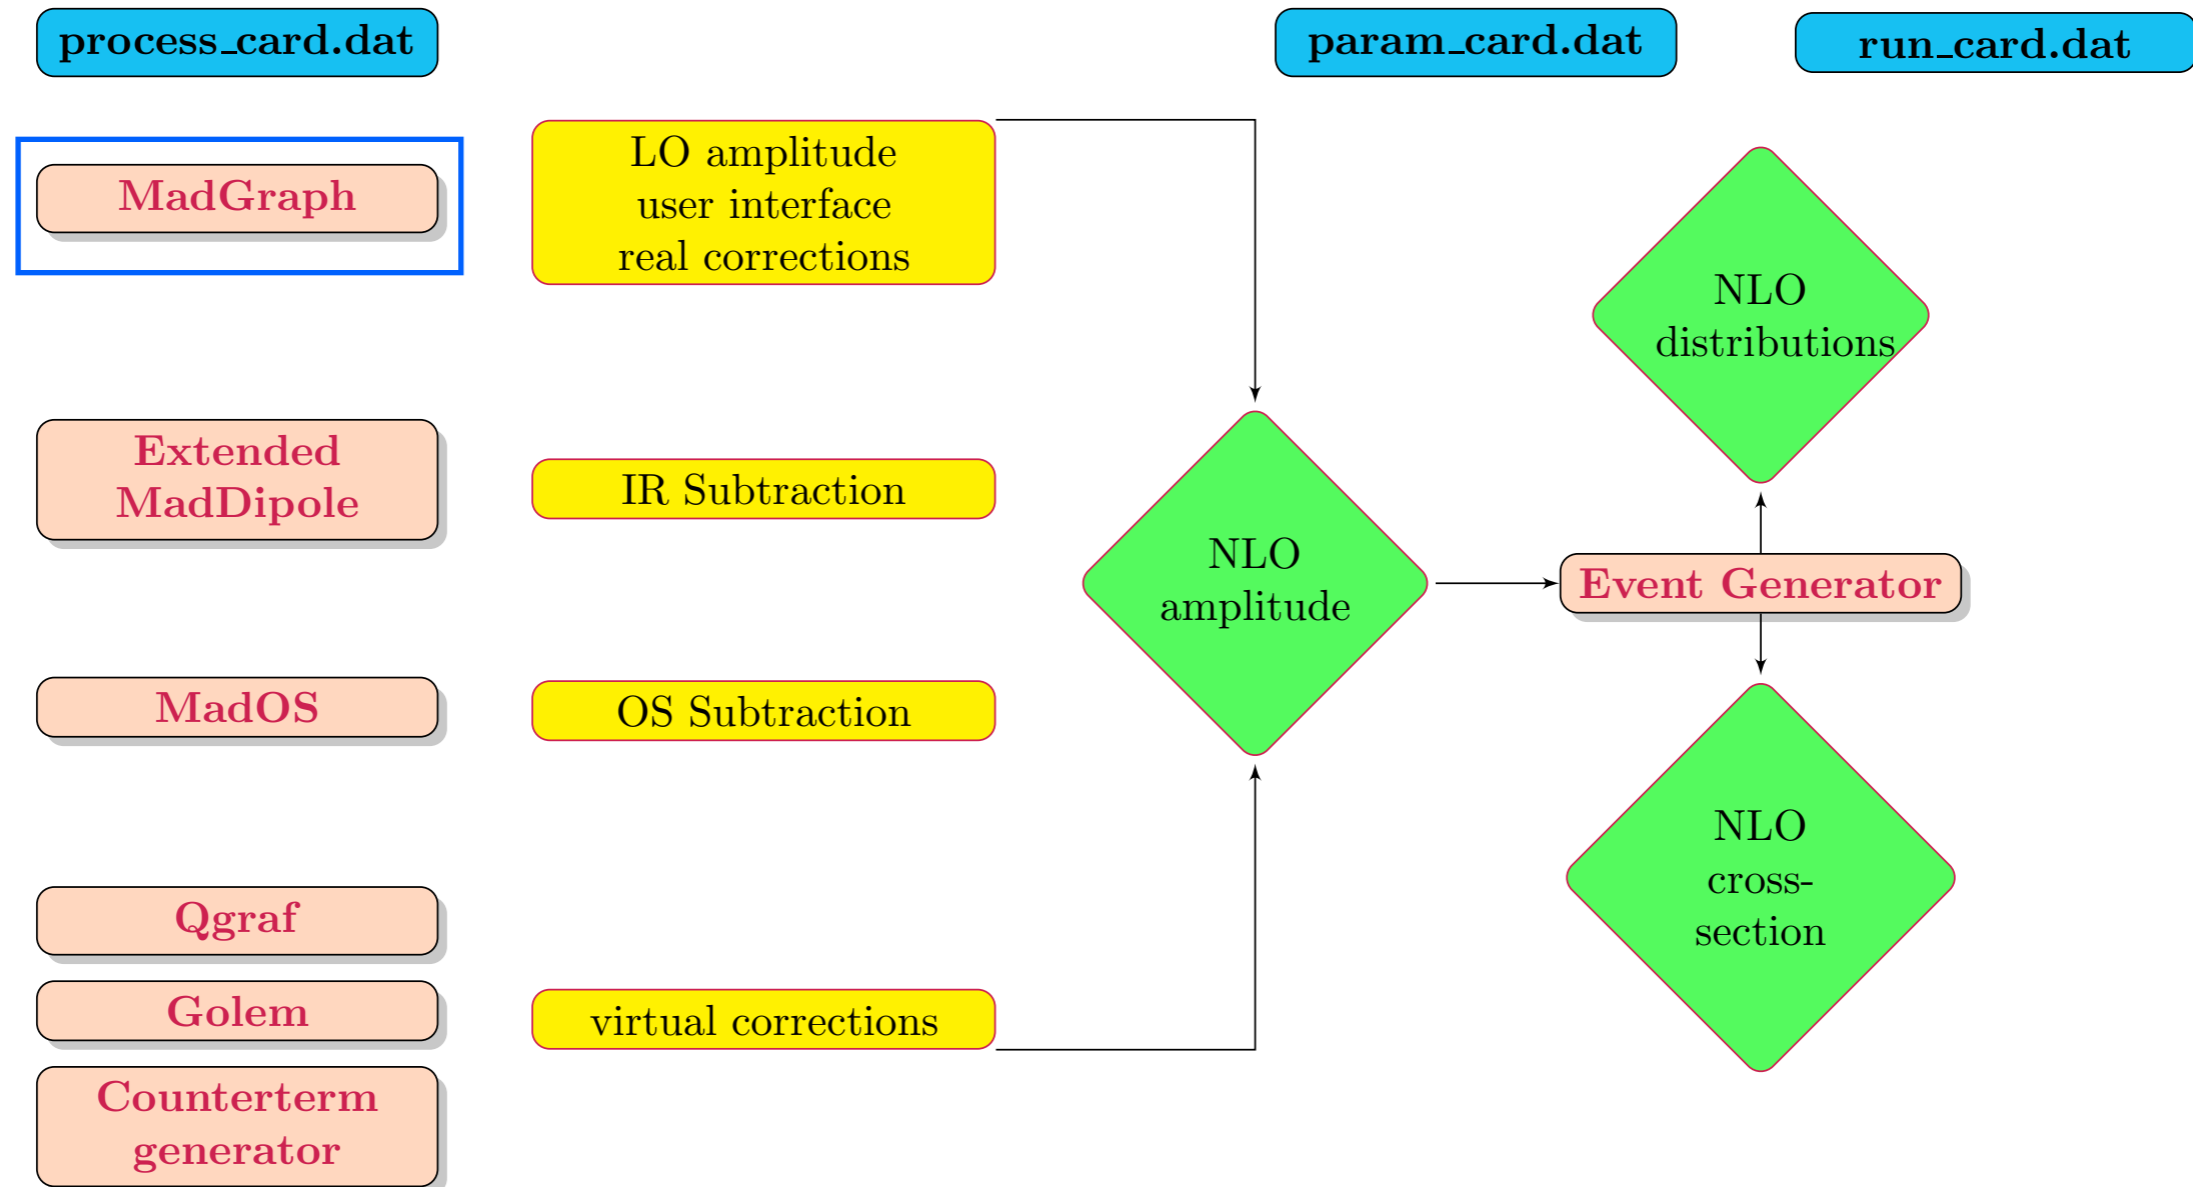 process_card.dat
param_card.dat
run_card.dat
MadGraph
LO amplitude
user interface
real corrections
NLO
distributions
Extended
MadDipole
IR Subtraction
NLO
amplitude
Event Generator
MadOS
OS Subtraction
NLO
cross-
section
Qgraf
Golem
virtual corrections
Counterterm
generator